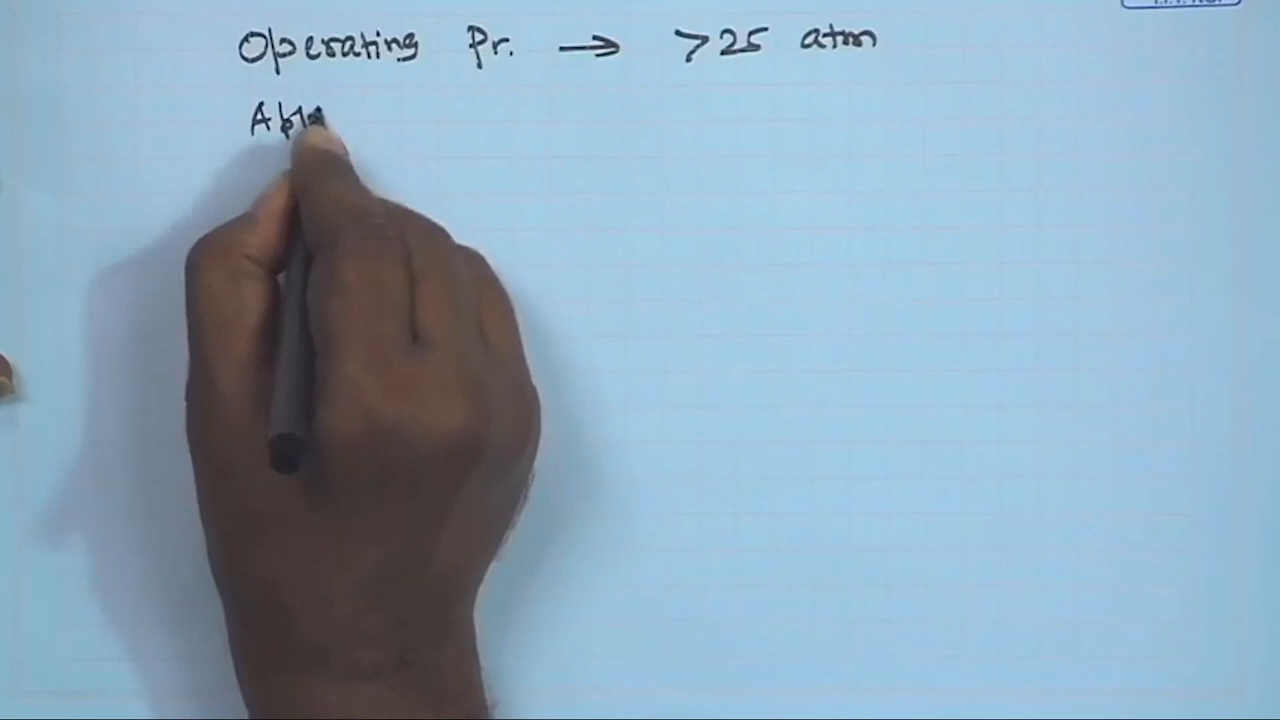 Operating Pr. → >25 atm